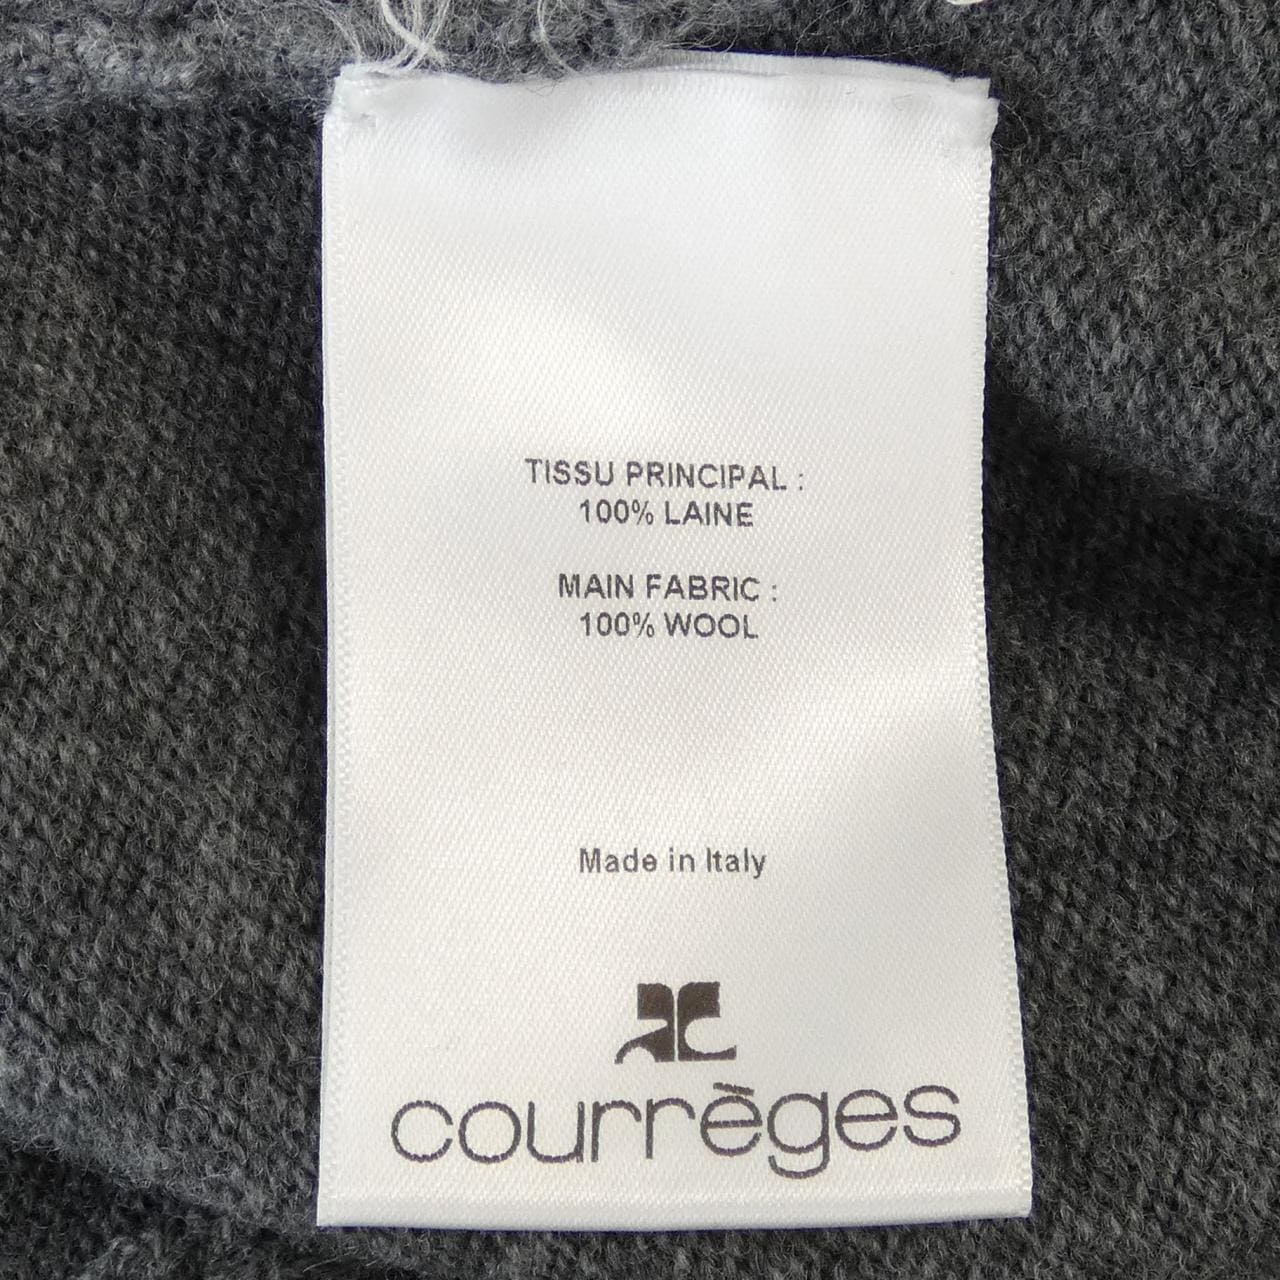 TISSU PRINCIPAL :
100% LAINE
MAIN FABRIC :
100% WOOL
Made in Italy
courrèges